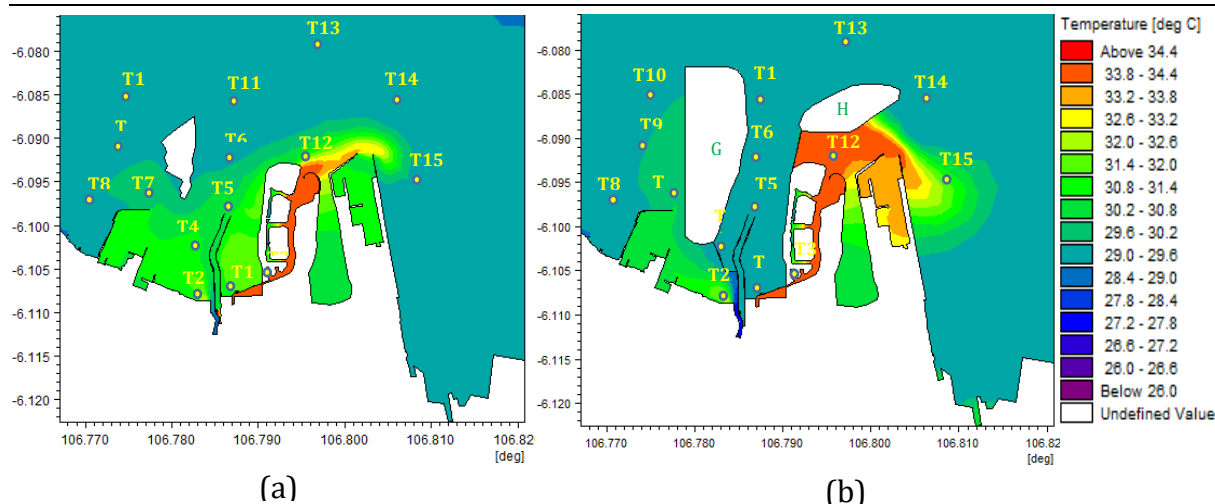 T13
T1
T11
T14
T
T6
T12
T15
T8
T7
T5
T4
T2
T1
-6.080
-6.085
-6.090
-6.095
-6.100
-6.105
-6.110
-6.115
-6.120
106.770
106.780
106.790
106.800
106.810
106.82
[deg]
(a)
T13
T10
T1
T14
H
T9
T6
T12
G
T15
T8
T
T5
T3
T2
T
-6.080
-6.085
-6.090
-6.095
-6.100
-6.105
-6.110
-6.115
-6.120
106.770
106.780
106.790
106.800
106.810
106.82
[deg]
(b)
Temperature [deg C]
Above 34.4
33.8 - 34.4
33.2 - 33.8
32.6 - 33.2
32.0 - 32.6
31.4 - 32.0
30.8 - 31.4
30.2 - 30.8
29.6 - 30.2
29.0 - 29.6
28.4 - 29.0
27.8 - 28.4
27.2 - 27.8
26.6 - 27.2
26.0 - 26.6
Below 26.0
Undefined Value